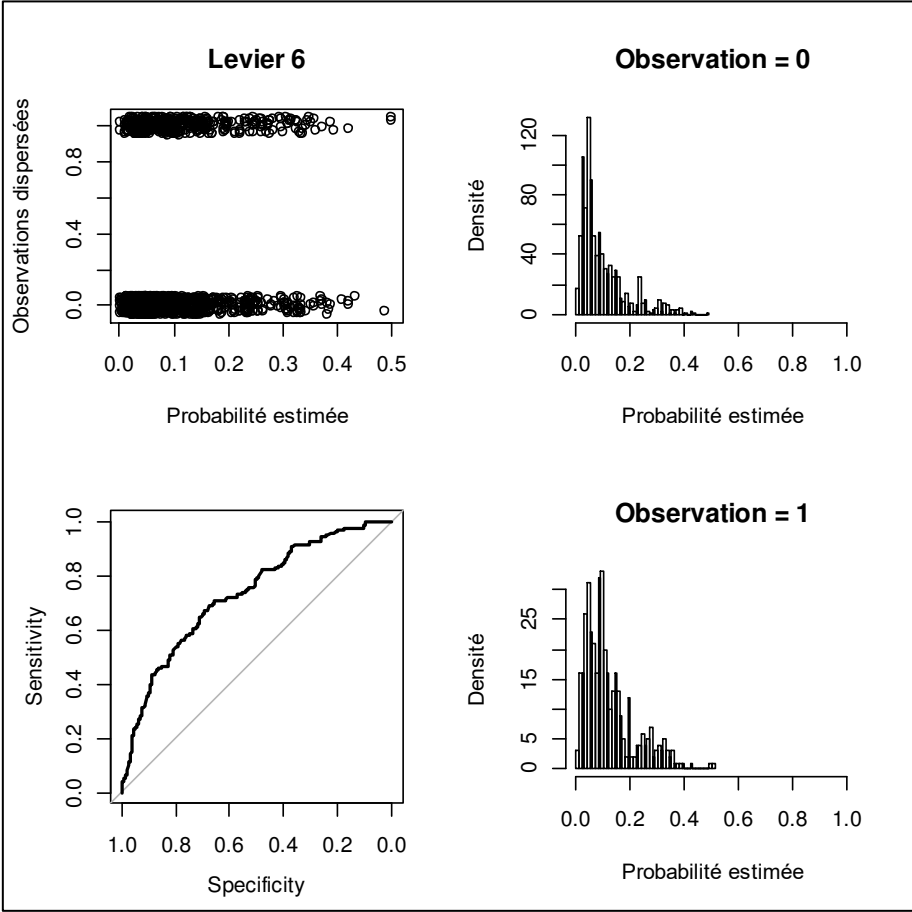 Levier 6
Observations dispersées
0.8
0.4
0.0
0.0 0.1 0.2 0.3 0.4 0.5
Probabilité estimée
Observation = 0
Densité
120
80
40
0
0.0 0.2 0.4 0.6 0.8 1.0
Probabilité estimée
Sensitivity
1.0
0.8
0.6
0.4
0.2
0.0
1.0 0.8 0.6 0.4 0.2 0.0
Specificity
Observation = 1
Densité
25
15
5
0
0.0 0.2 0.4 0.6 0.8 1.0
Probabilité estimée